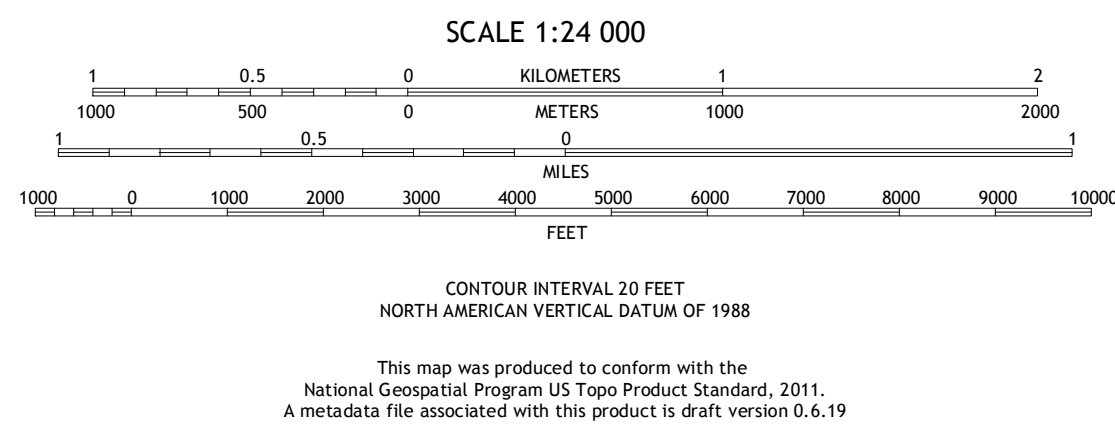 SCALE 1:24 000
1 0.5 0 KILOMETERS 1 2
1000 500 0 METERS 1000 2000
1 0.5 0 1
MILES
1000 0 1000 2000 3000 4000 5000 6000 7000 8000 9000 10000
FEET
CONTOUR INTERVAL 20 FEET
NORTH AMERICAN VERTICAL DATUM OF 1988
This map was produced to conform with the
National Geospatial Program US Topo Product Standard, 2011.
A metadata file associated with this product is draft version 0.6.19